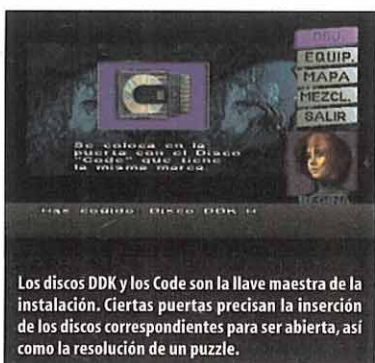 OBJ.
EQUIP.
MAPA
MEZCL.
SALIR
Se coloca en la
puerta con el Disco
"Code" que tiene
la misma marca.
REGINA
Has cogido: Disco DDK H
Los discos DDK y los Code son la llave maestra de la
instalación. Ciertas puertas precisan la inserción
de los discos correspondientes para ser abierta, así
como la resolución de un puzzle.